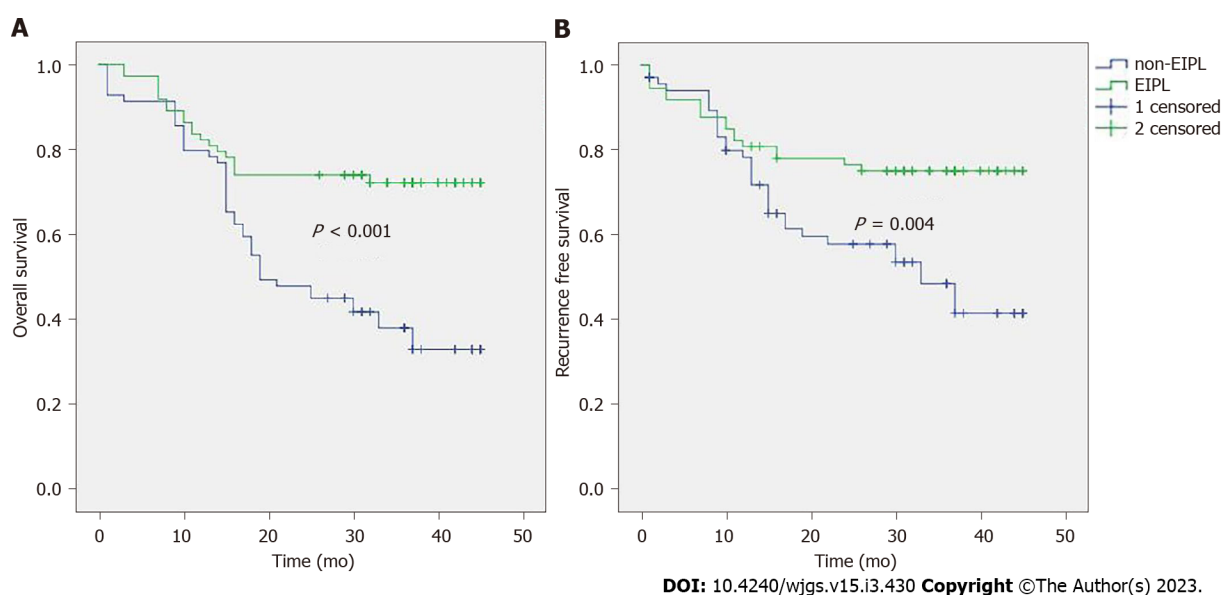 A
1.0
0.8
0.6
0.4
0.2
0.0
Overall survival
P < 0.001
0 10 20 30 40 50
Time (mo)
B
1.0
0.8
0.6
0.4
0.2
0.0
Recurrence free survival
P = 0.004
0 10 20 30 40 50
Time (mo)
non-EIPL
EIPL
1 censored
2 censored
DOI: 10.4240/wjgs.v15.i3.430 Copyright ©The Author(s) 2023.